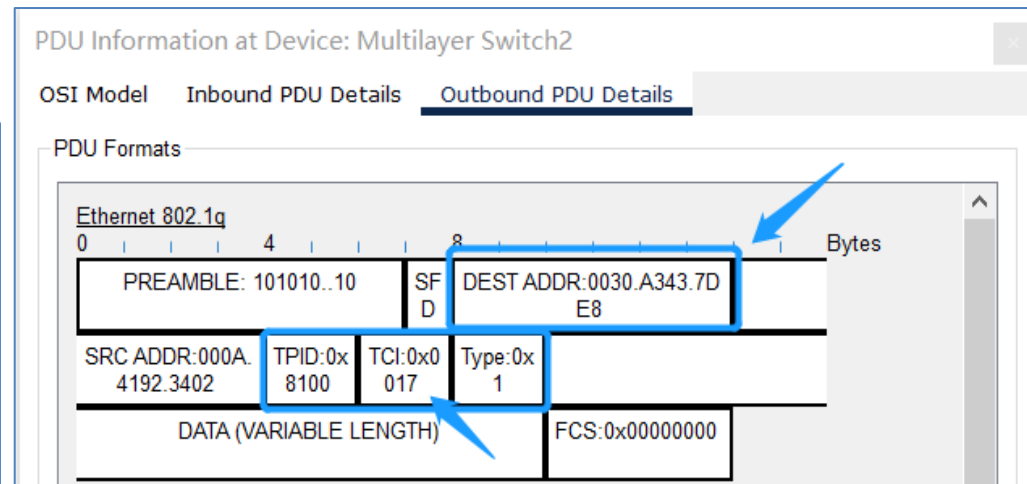 PDU Information at Device: Multilayer Switch2
OSI Model Inbound PDU Details Outbound PDU Details
PDU Formats
Ethernet 802.1q
0 4 8 Bytes
PREAMBLE: 101010..10
SF
D
DEST ADDR:0030.A343.7D
E8
SRC ADDR:000A.
4192.3402
TPID:0x
8100
TCI:0x0
017
Type:0x
1
DATA (VARIABLE LENGTH)
FCS:0x00000000